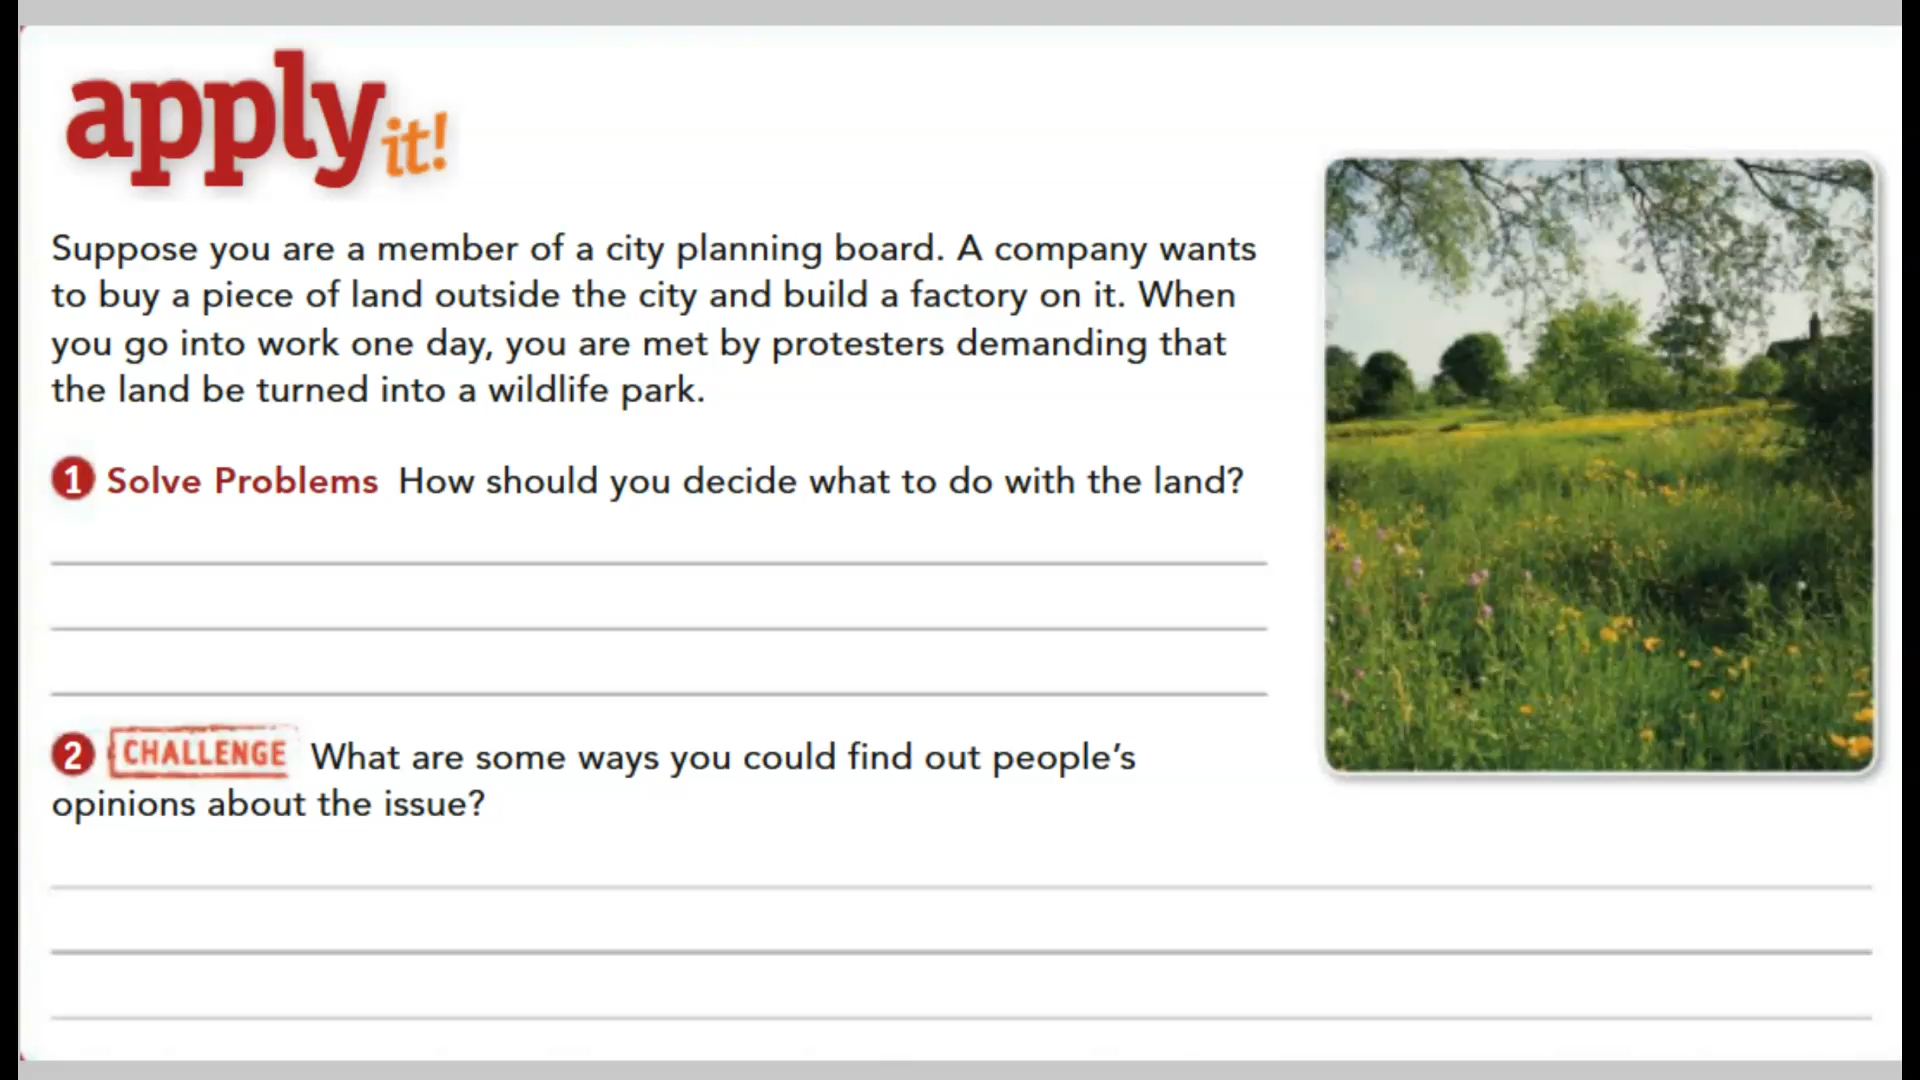 apply it!
Suppose you are a member of a city planning board. A company wants
to buy a piece of land outside the city and build a factory on it. When
you go into work one day, you are met by protesters demanding that
the land be turned into a wildlife park.
1 Solve Problems How should you decide what to do with the land?
2 CHALLENGE What are some ways you could find out people’s
opinions about the issue?